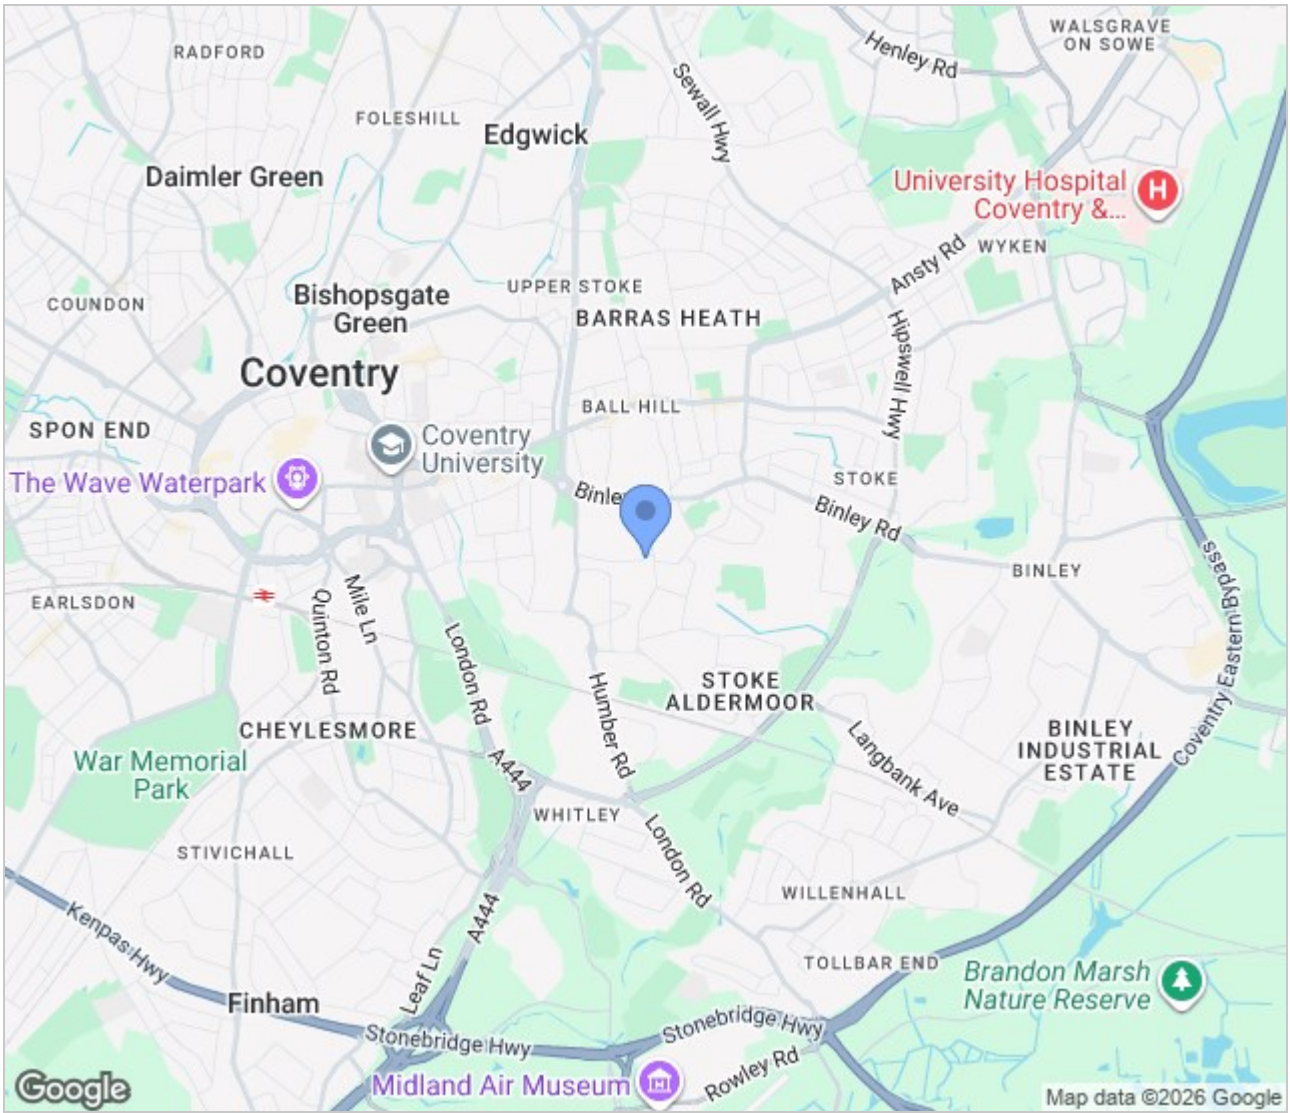 RADFORD
WALSGRAVE
ON SOWE
Henley Rd
Sewall Hwy
FOLESHILL
Edgwick
Daimler Green
University Hospital
Coventry &...
H
WYKEN
Ansty Rd
COUNDON
Bishopsgate
Green
UPPER STOKE
BARRAS HEATH
Hipswell Hwy
Coventry
BALL HILL
SPON END
Coventry
University
The Wave Waterpark
STOKE
Binley
Binley Rd
BINLEY
Coventry Eastern Bypass
EARLSDON
Mile Ln
Quinton Rd
London Rd
Humber Rd
STOKE
ALDERMOOR
CHEYLESMORE
War Memorial
Park
A444
Langbank Ave
BINLEY
INDUSTRIAL
ESTATE
WHITLEY
London Rd
STIVICHALL
WILLENHALL
Kenpas Hwy
A444
Leaf Ln
TOLLBAR END
Brandon Marsh
Nature Reserve
Finham
Stonebridge Hwy
Stonebridge Hwy
Rowley Rd
Midland Air Museum
Google
Map data ©2026 Google